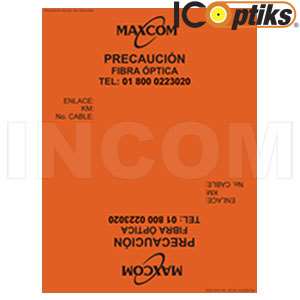 ICOptiks
MAXCOM
PRECAUCIÓN
FIBRA ÓPTICA
TEL: 01 800 0223020
ENLACE:
KM:
No. CABLE:
INCOM
No. CABLE:
KM:
ENLACE:
TEL: 01 800 0223020
FIBRA ÓPTICA
PRECAUCIÓN
MAXCOM